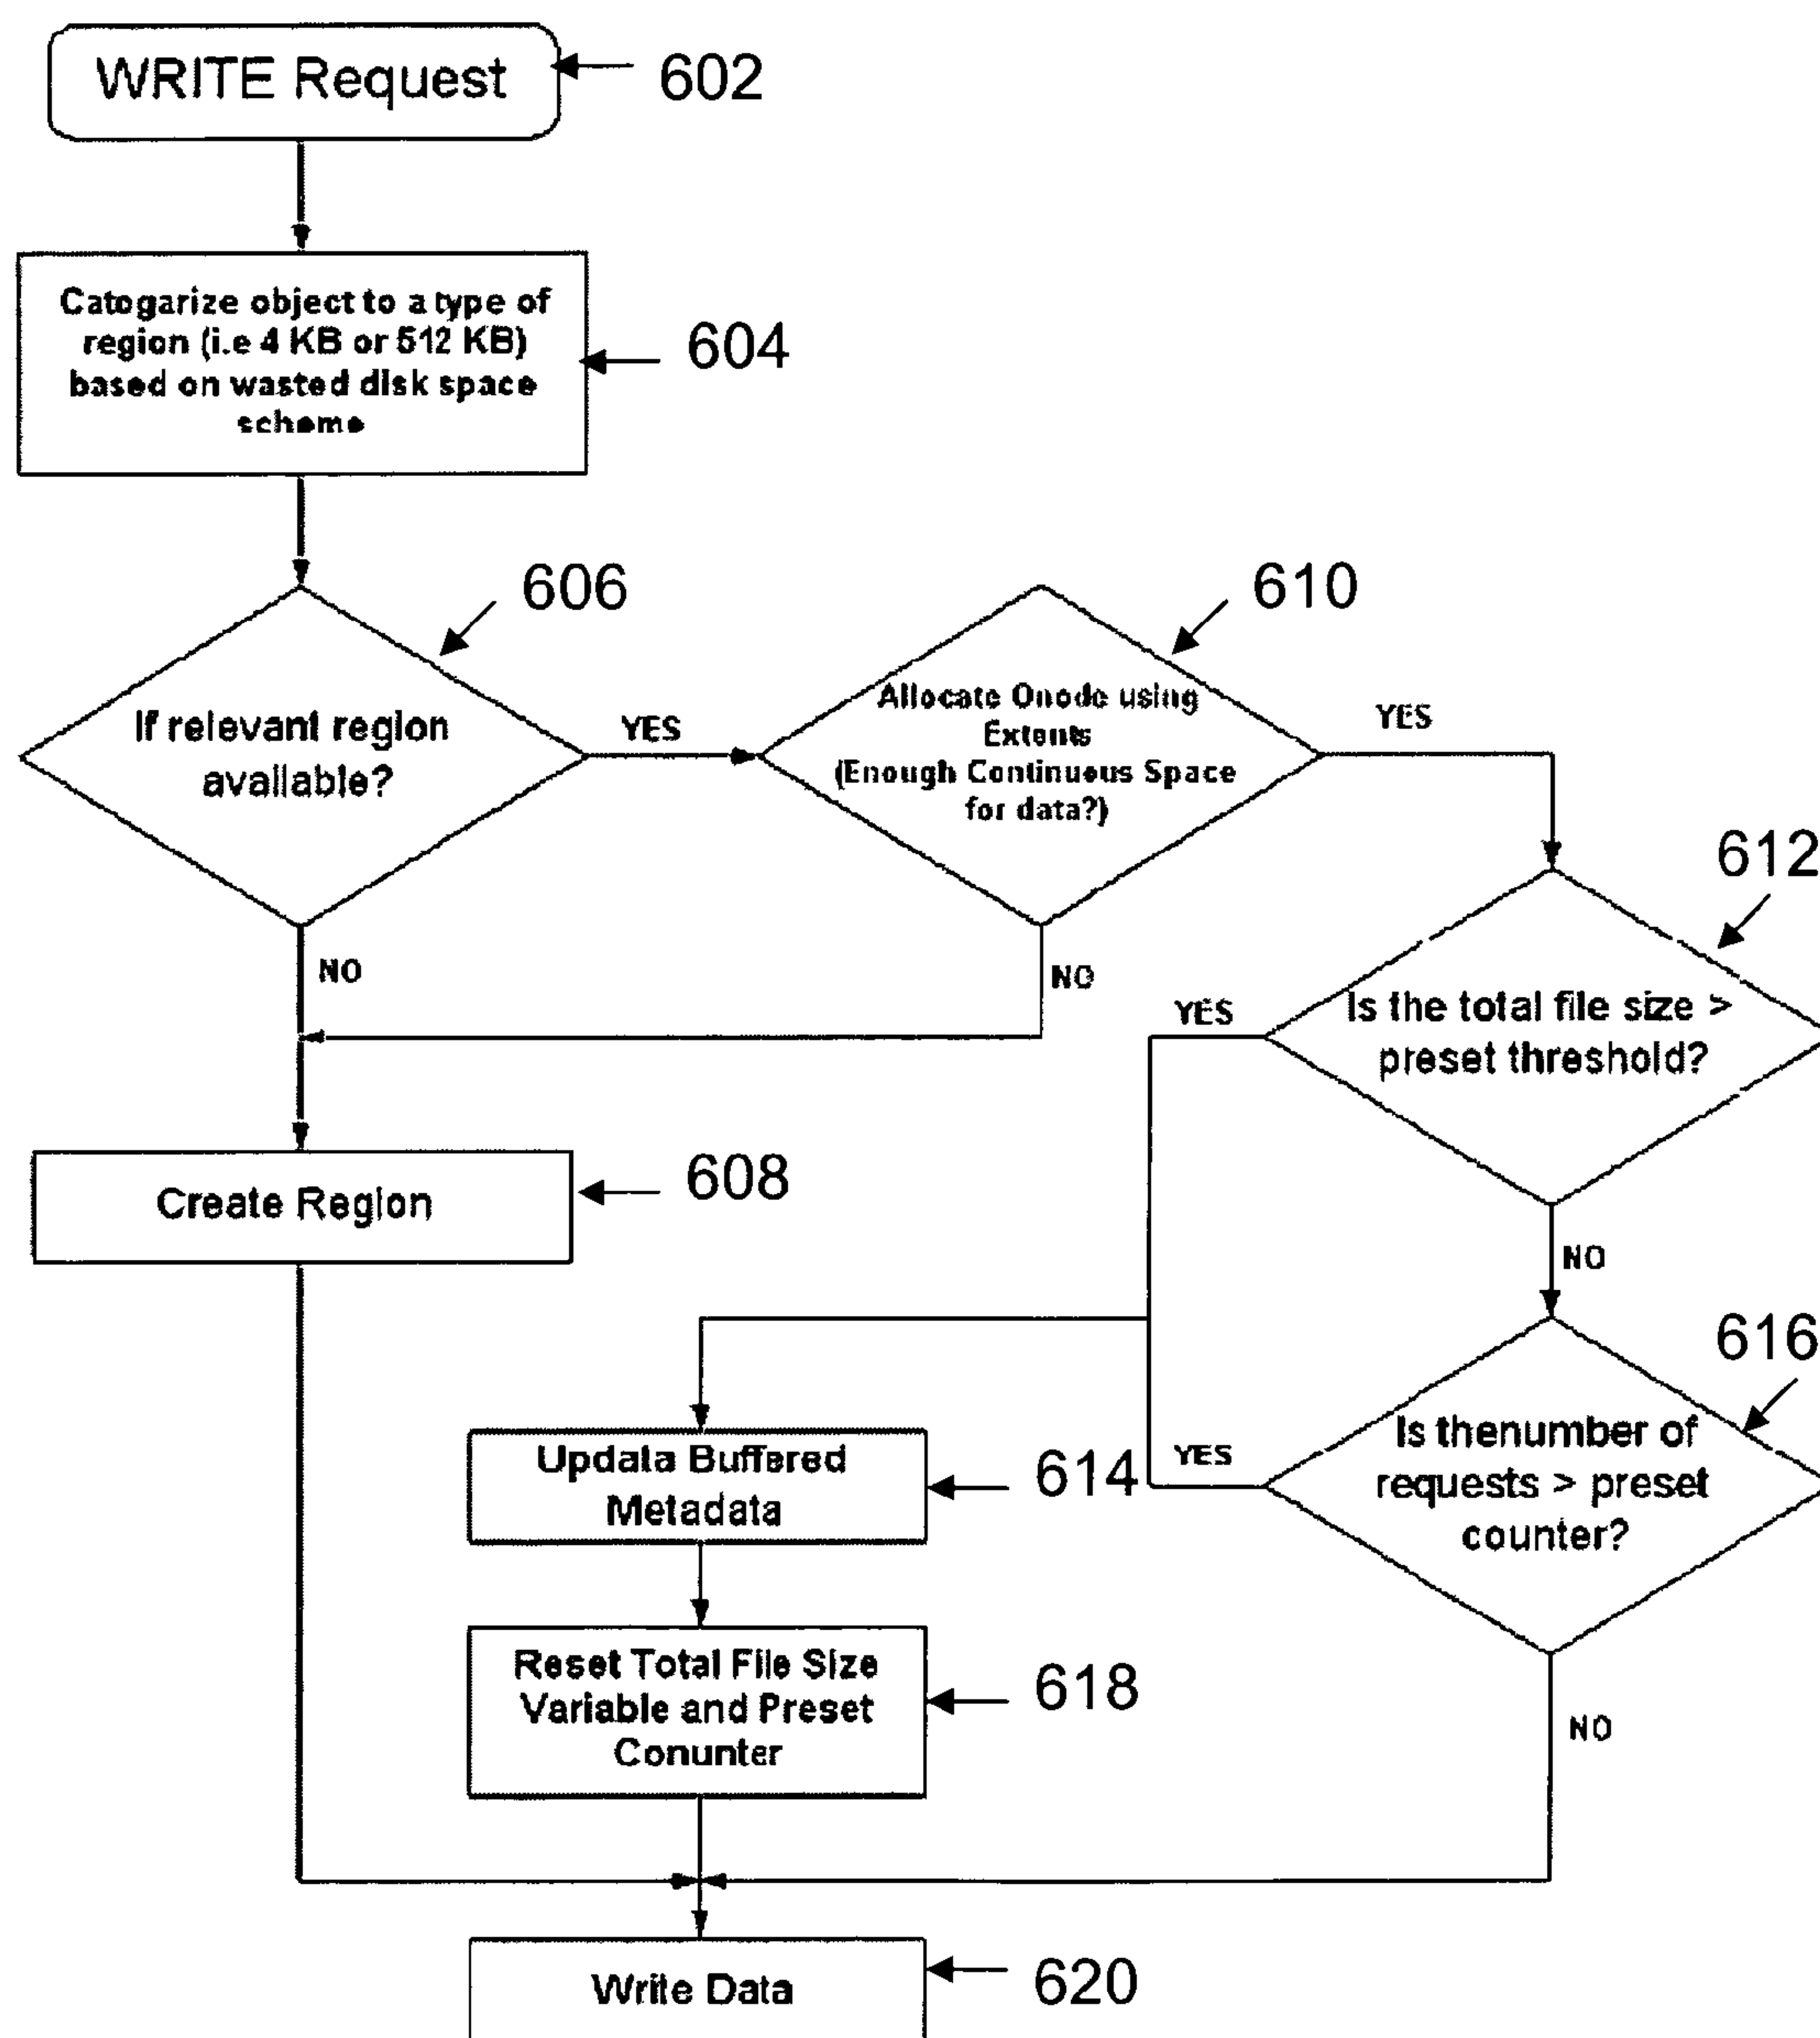 WRITE Request
602
Catogarize object to a type of
region (i.e 4 KB or 512 KB)
based on wasted disk space
scheme
604
606
If relevant region
available?
YES
610
Allocate Onode using
Extents
(Enough Continuous Space
for data?)
YES
NO
NO
612
Is the total file size >
preset threshold?
YES
NO
Create Region
608
616
Is thenumber of
requests > preset
counter?
YES
NO
Updata Buffered
Metadata
614
Reset Total File Size
Variable and Preset
Conunter
618
Write Data
620